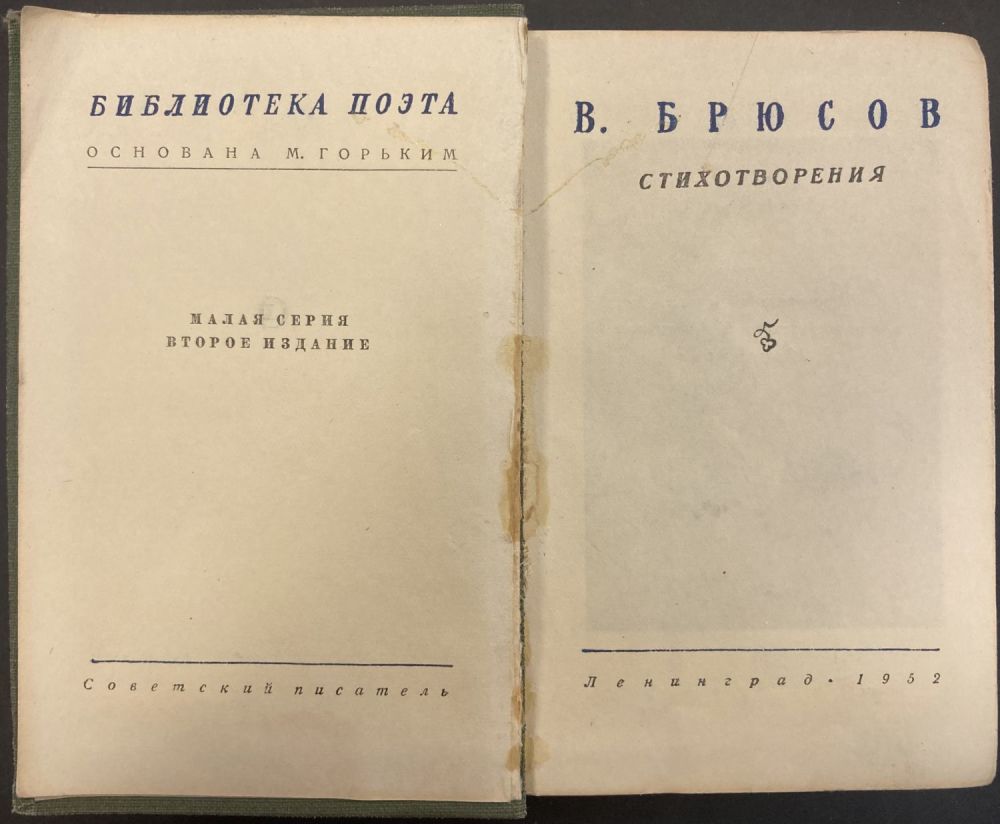 БИБЛИОТЕКА ПОЭТА
ОСНОВАНА М. ГОРЬКИМ
МАЛАЯ СЕРИЯ
ВТОРОЕ ИЗДАНИЕ
Советский писатель
В. БРЮСОВ
СТИХОТВОРЕНИЯ
Ленинград • 1952